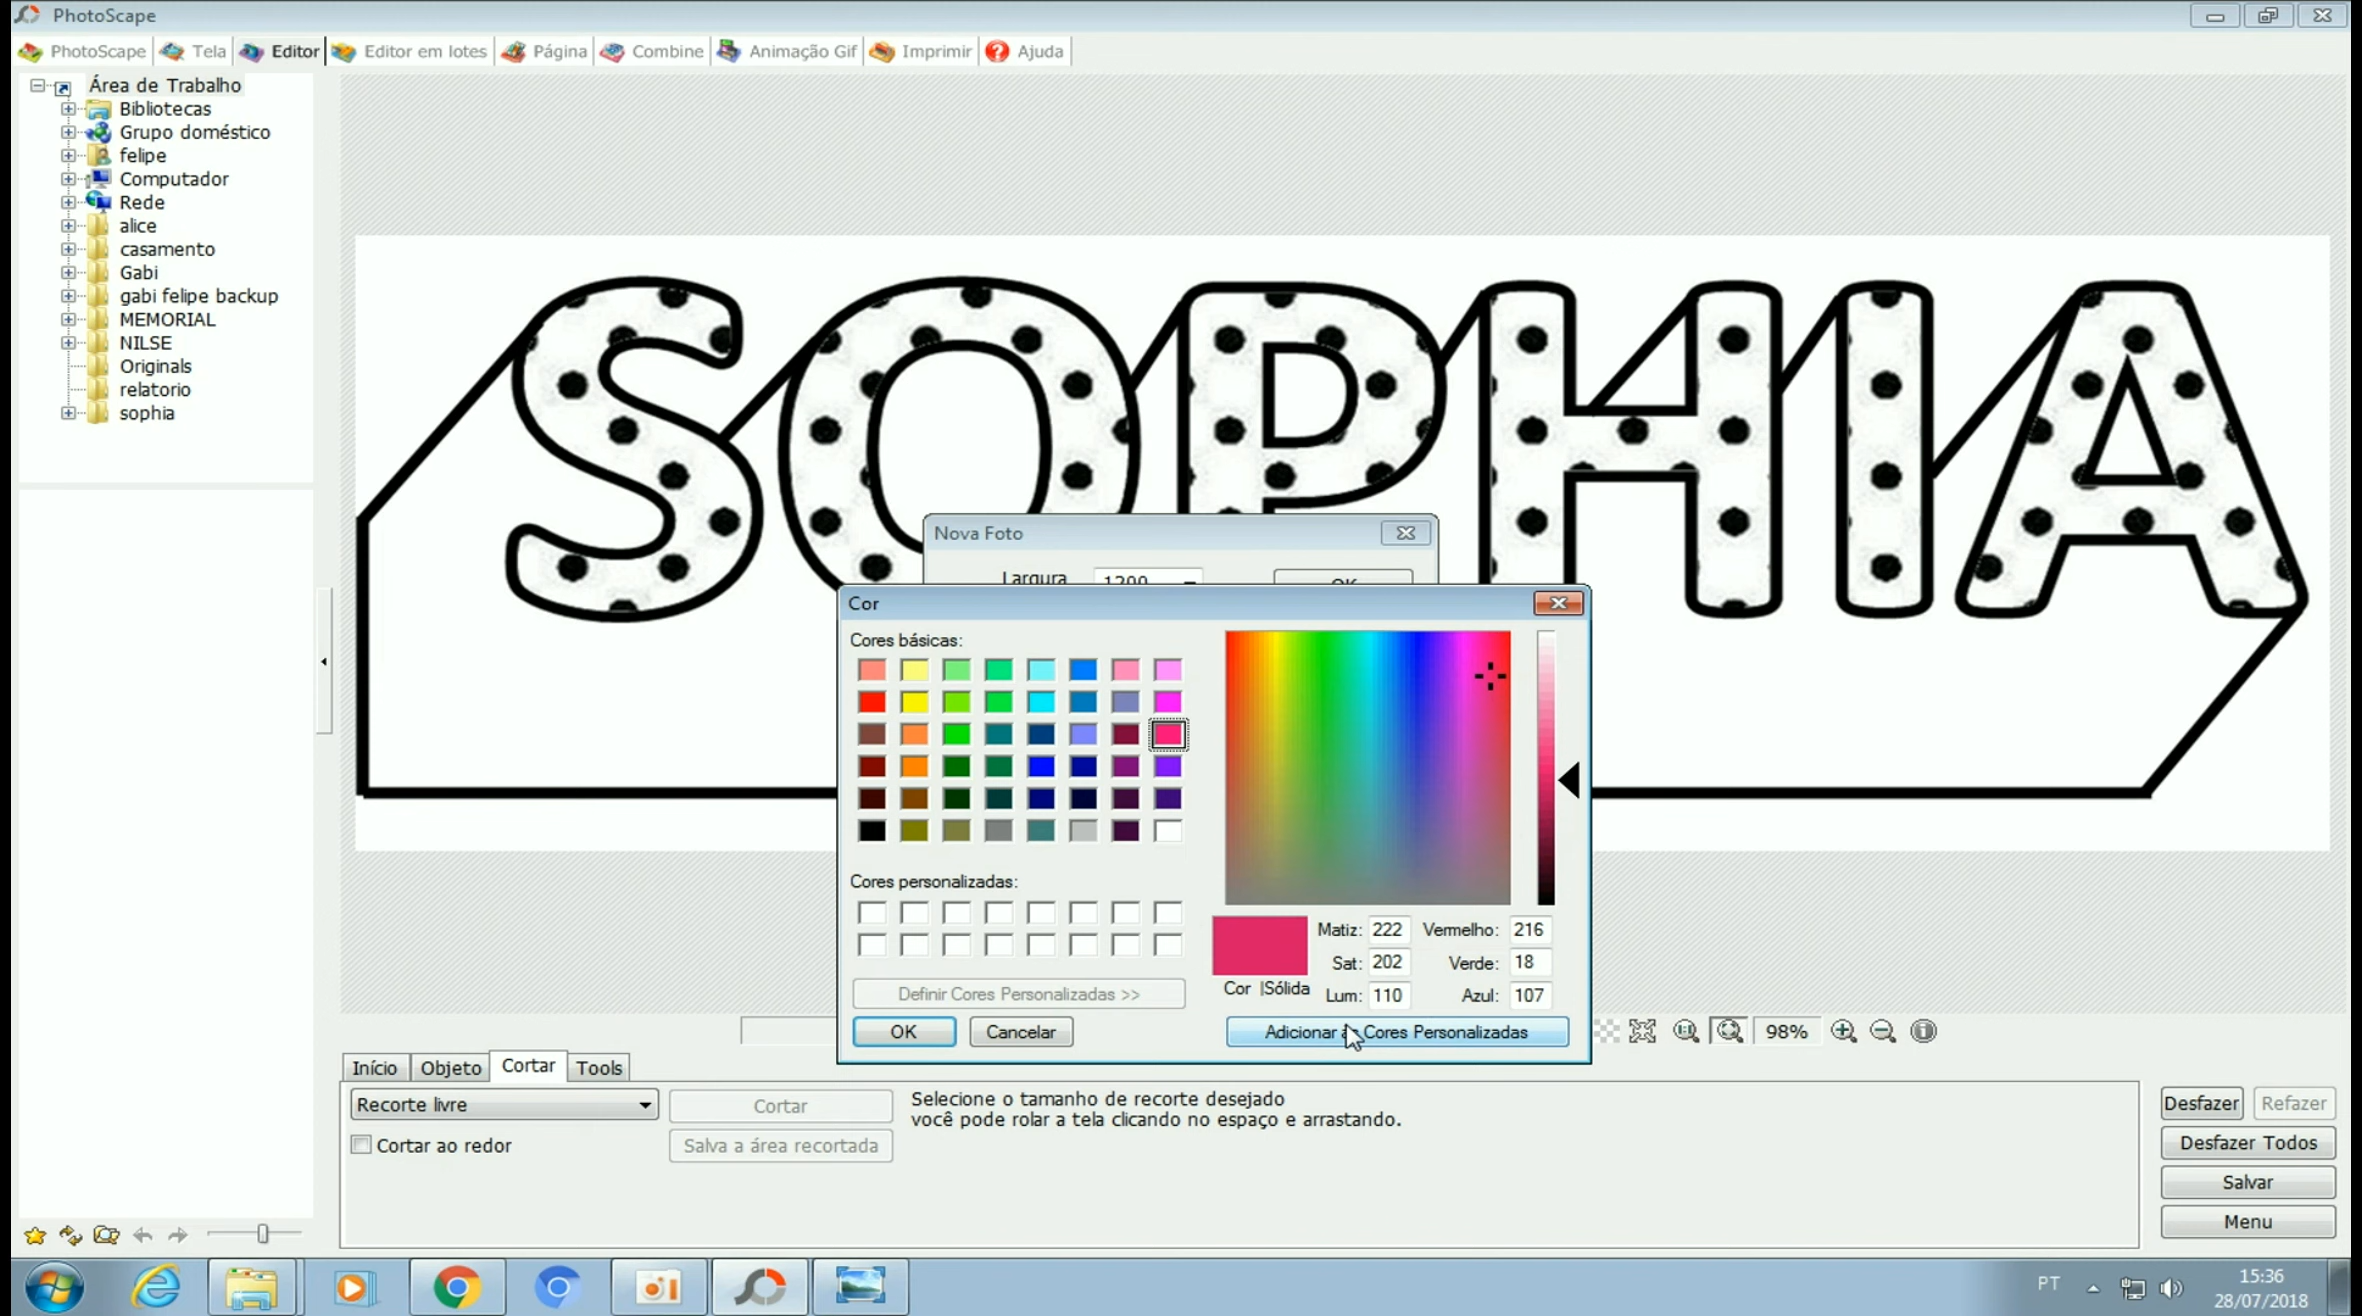 PhotoScape
PhotoScape Tela Editor Editor em lotes Página Combine Animação Gif Imprimir Ajuda
Área de Trabalho
Bibliotecas
Grupo doméstico
felipe
Computador
Rede
alice
casamento
Gabi
gabi felipe backup
MEMORIAL
NILSE
Originals
relatorio
sophia
SOPHIA
Nova Foto
Largura 1200 OK
Cor
Cores básicas:
Cores personalizadas:
Definir Cores Personalizadas >>
OK Cancelar
Matiz: 222 Vermelho: 216
Sat: 202 Verde: 18
Cor |Sólida Lum: 110 Azul: 107
Adicionar às Cores Personalizadas
98%
Início Objeto Cortar Tools
Recorte livre Cortar
Cortar ao redor Salva a área recortada
Selecione o tamanho de recorte desejado
você pode rolar a tela clicando no espaço e arrastando.
Desfazer Refazer
Desfazer Todos
Salvar
Menu
PT
15:36
28/07/2018